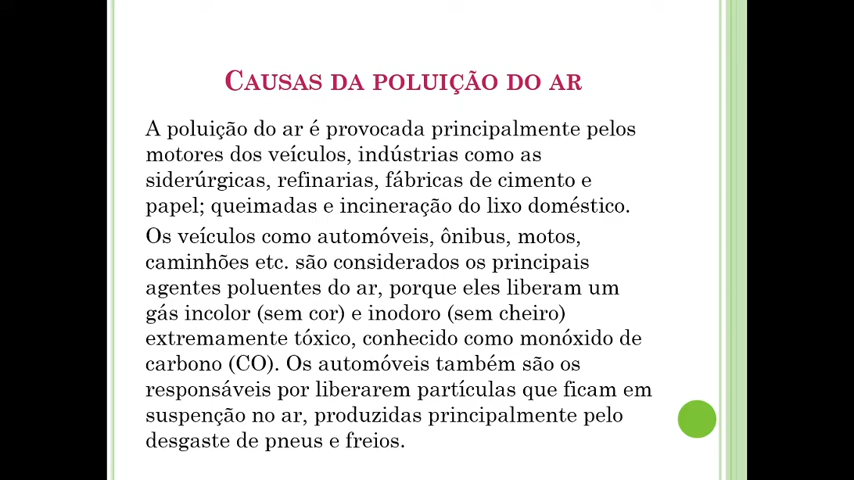 CAUSAS DA POLUIÇÃO DO AR
A poluição do ar é provocada principalmente pelos
motores dos veículos, indústrias como as
siderúrgicas, refinarias, fábricas de cimento e
papel; queimadas e incineração do lixo doméstico.
Os veículos como automóveis, ônibus, motos,
caminhões etc. são considerados os principais
agentes poluentes do ar, porque eles liberam um
gás incolor (sem cor) e inodoro (sem cheiro)
extremamente tóxico, conhecido como monóxido de
carbono (CO). Os automóveis também são os
responsáveis por liberarem partículas que ficam em
suspenção no ar, produzidas principalmente pelo
desgaste de pneus e freios.